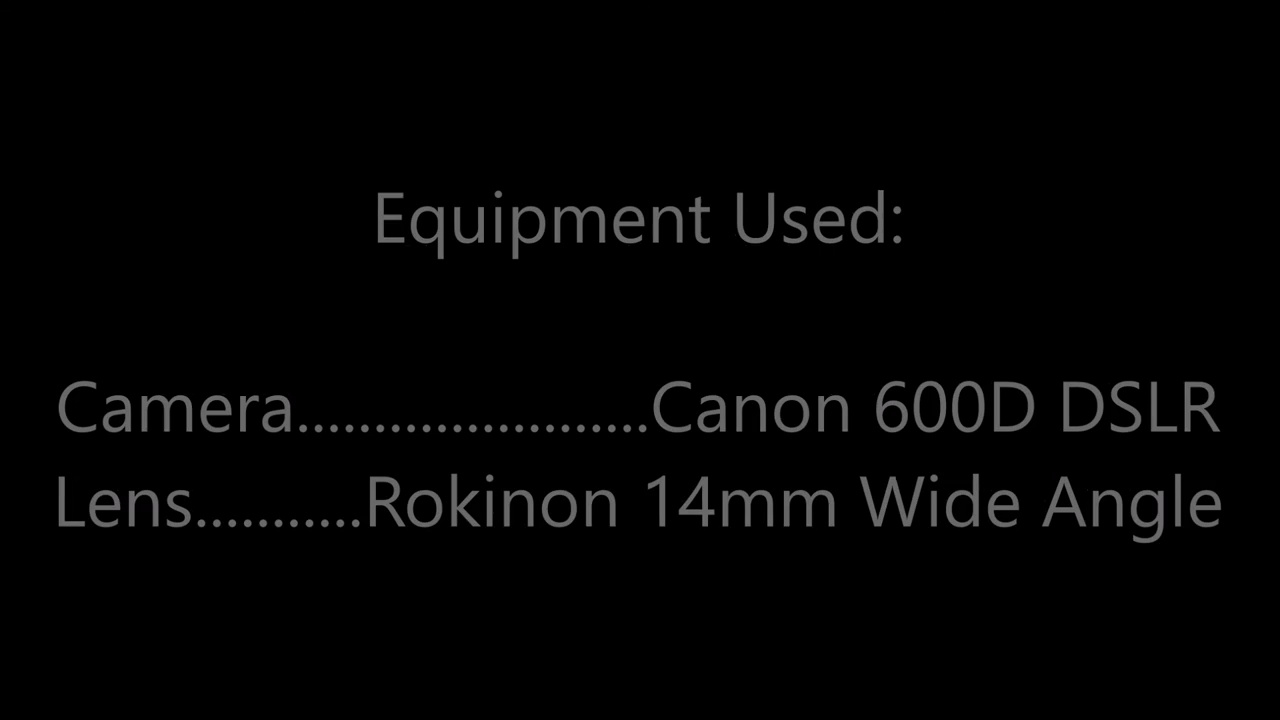 Equipment Used:
Camera.......................Canon 600D DSLR
Lens...........Rokinon 14mm Wide Angle